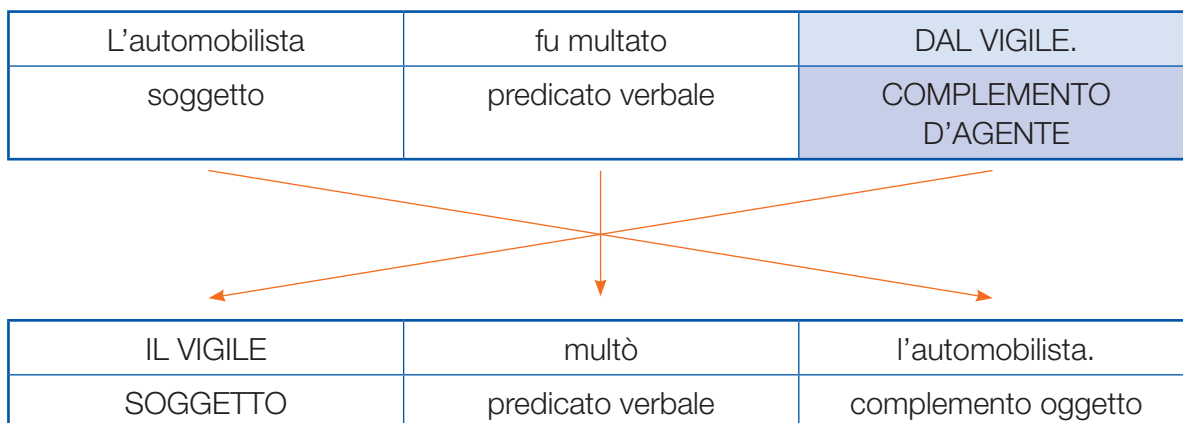 L’automobilista fu multato DAL VIGILE.
soggetto predicato verbale COMPLEMENTO
D’AGENTE
IL VIGILE multò l’automobilista.
SOGGETTO predicato verbale complemento oggetto